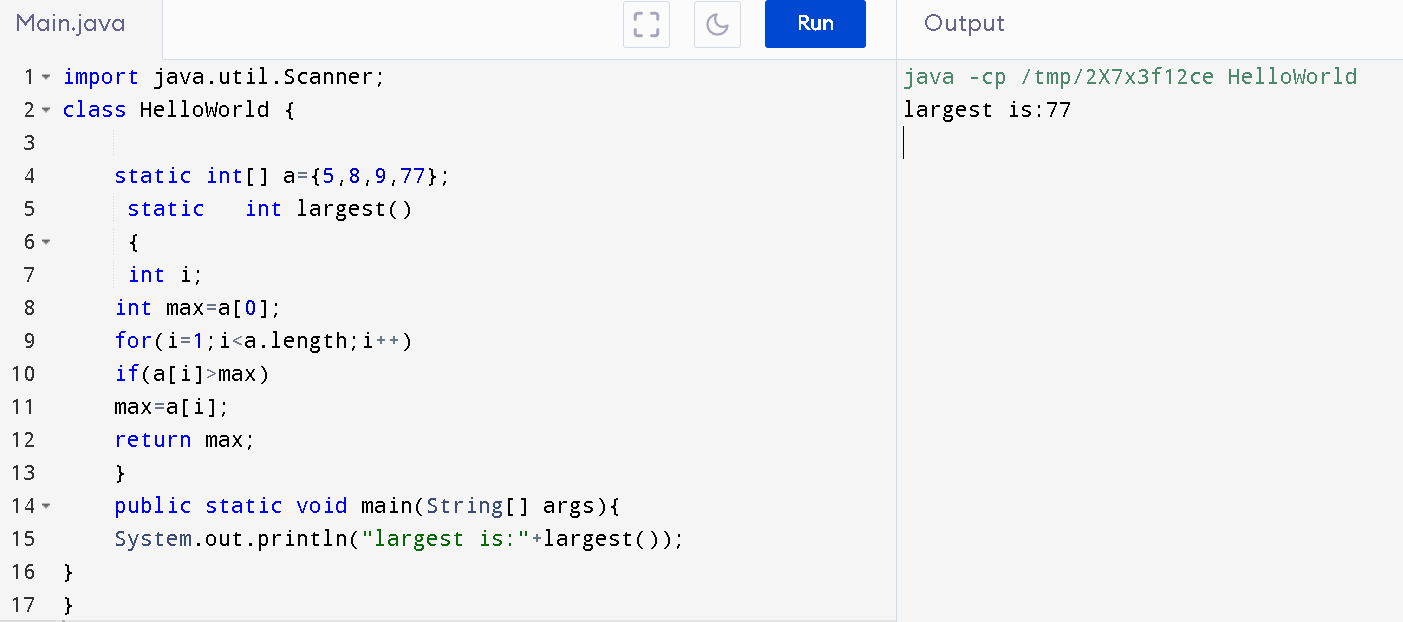 Main.java
Run
Output
1 import java.util.Scanner;
2 class HelloWorld {
3
4 static int[] a={5,8,9,77};
5 static int largest()
6 {
7 int i;
8 int max=a[0];
9 for(i=1;i<a.length;i++)
10 if(a[i]>max)
11 max=a[i];
12 return max;
13 }
14 public static void main(String[] args){
15 System.out.println("largest is:"+largest());
16 }
17 }
java -cp /tmp/2X7x3f12ce HelloWorld
largest is:77